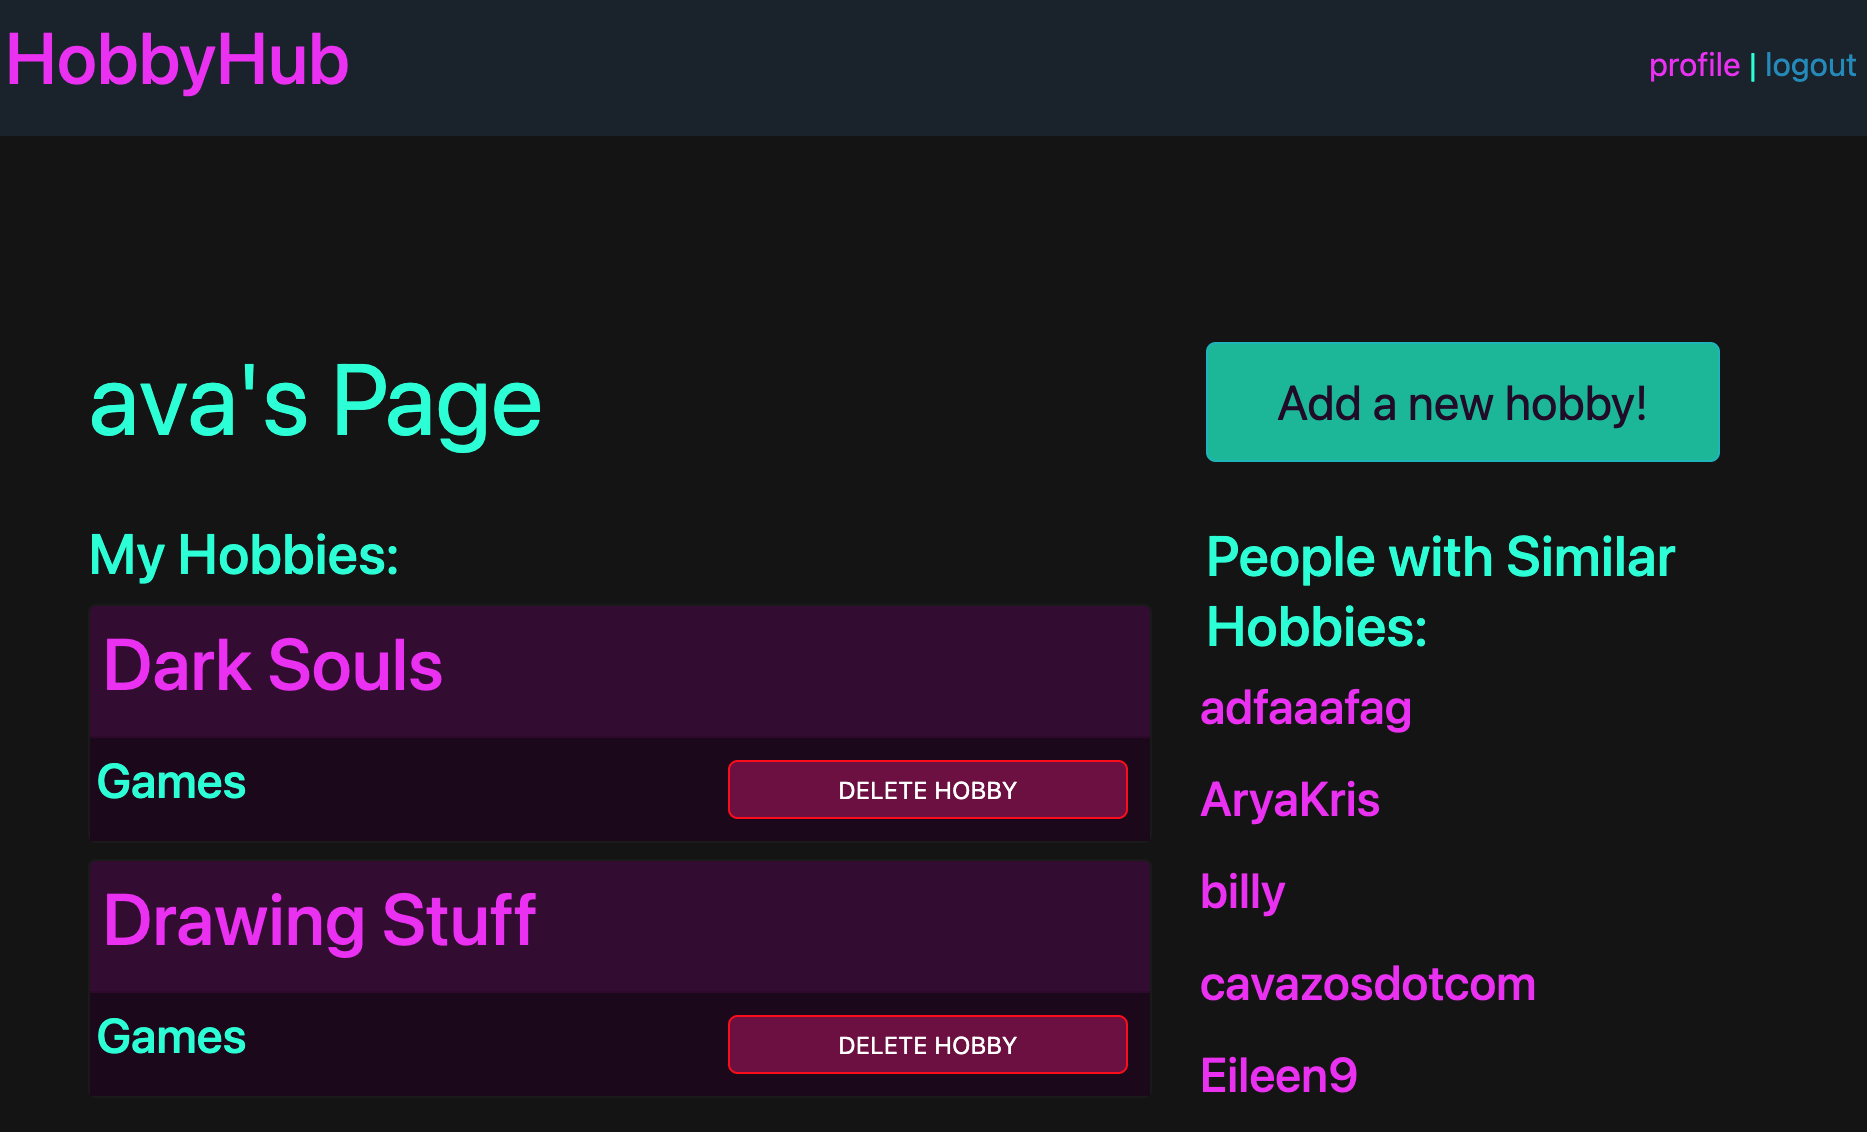 HobbyHub
profile | logout
ava's Page
Add a new hobby!
My Hobbies:
Dark Souls
Games
DELETE HOBBY
Drawing Stuff
Games
DELETE HOBBY
People with Similar
Hobbies:
adfaaafag
AryaKris
billy
cavazosdotcom
Eileen9